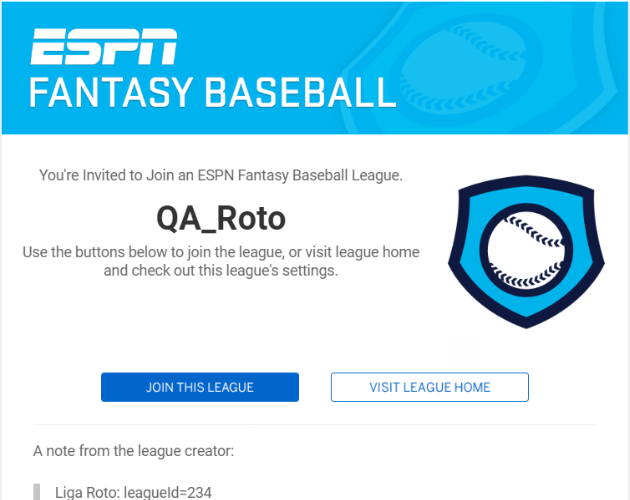 ESPN
FANTASY BASEBALL
You're Invited to Join an ESPN Fantasy Baseball League.
QA_Roto
Use the buttons below to join the league, or visit league home
and check out this league's settings.
JOIN THIS LEAGUE
VISIT LEAGUE HOME
A note from the league creator:
Liga Roto: leagueId=234